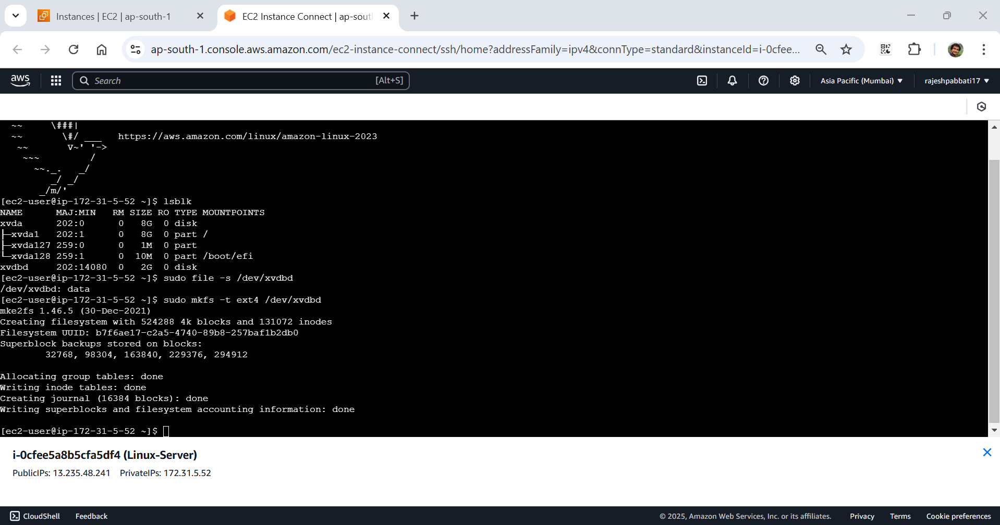 Instances | EC2 | ap-south-1
EC2 Instance Connect | ap-sout
ap-south-1.console.aws.amazon.com/ec2-instance-connect/ssh/home?addressFamily=ipv4&connType=standard&instanceId=i-0cfee...
aws
Search
[Alt+S]
Asia Pacific (Mumbai) ▼
rajeshpabbati17 ▼
  ~~     \###|
  ~~       \#/ ___   https://aws.amazon.com/linux/amazon-linux-2023
   ~~       V~' '->
    ~~~         /
      ~~._.   _/
         _/ _/
       _/m/'
[ec2-user@ip-172-31-5-52 ~]$ lsblk
NAME      MAJ:MIN   RM SIZE RO TYPE MOUNTPOINTS
xvda      202:0      0   8G  0 disk
├─xvda1   202:1      0   8G  0 part /
├─xvda127 259:0      0   1M  0 part
└─xvda128 259:1      0  10M  0 part /boot/efi
xvdbd     202:14080  0   2G  0 disk
[ec2-user@ip-172-31-5-52 ~]$ sudo file -s /dev/xvdbd
/dev/xvdbd: data
[ec2-user@ip-172-31-5-52 ~]$ sudo mkfs -t ext4 /dev/xvdbd
mke2fs 1.46.5 (30-Dec-2021)
Creating filesystem with 524288 4k blocks and 131072 inodes
Filesystem UUID: b7f6ae17-c2a5-4740-89b8-257baf1b2db0
Superblock backups stored on blocks:
        32768, 98304, 163840, 229376, 294912

Allocating group tables: done
Writing inode tables: done
Creating journal (16384 blocks): done
Writing superblocks and filesystem accounting information: done

[ec2-user@ip-172-31-5-52 ~]$
i-0cfee5a8b5cfa5df4 (Linux-Server)
PublicIPs: 13.235.48.241 PrivateIPs: 172.31.5.52
CloudShell
Feedback
© 2025, Amazon Web Services, Inc. or its affiliates.
Privacy
Terms
Cookie preferences